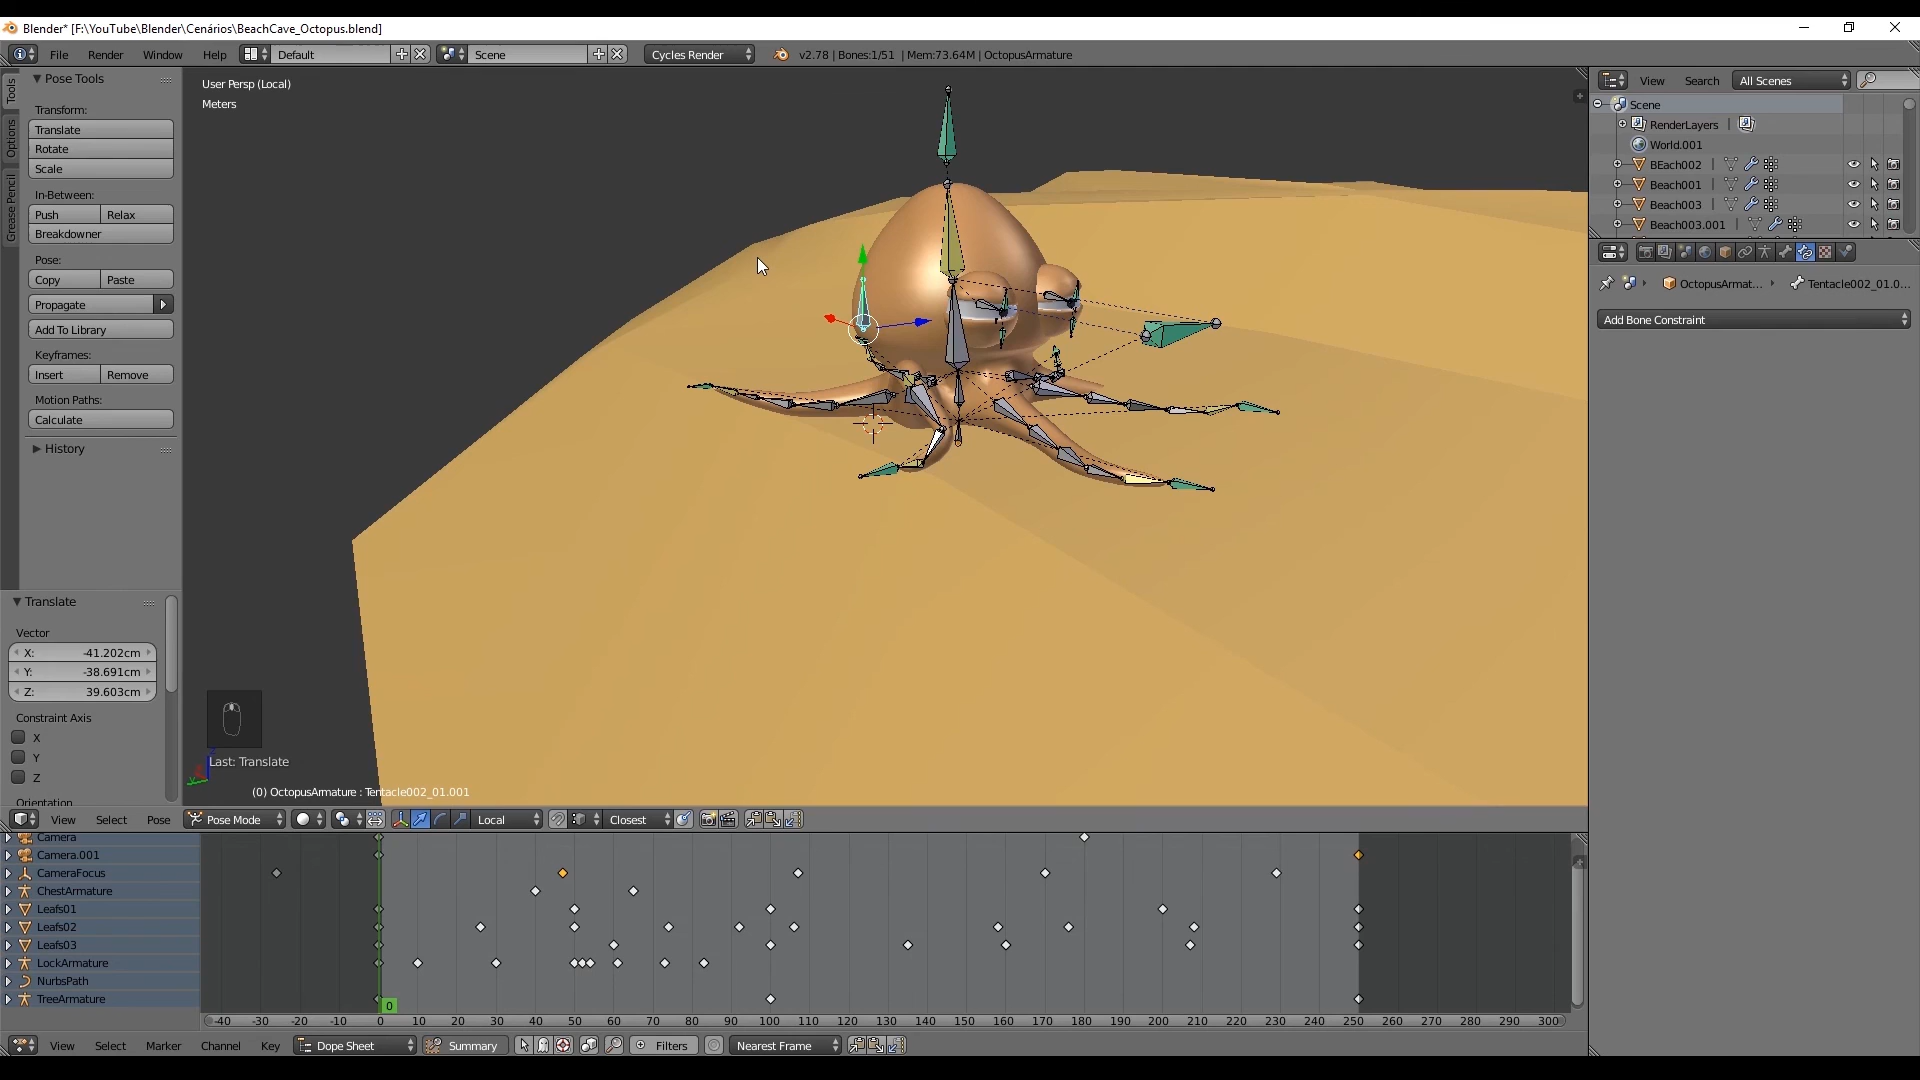 Blender* [F:\YouTube\Blender\Cenários\BeachCave_Octopus.blend]
File Render Window Help Default Scene Cycles Render v2.78 | Bones:1/51 | Mem:73.64M | OctopusArmature
Tools
Options
Grease Pencil
Pose Tools
Transform:
Translate
Rotate
Scale
In-Between:
Push Relax
Breakdowner
Pose:
Copy Paste
Propagate
Add To Library
Keyframes:
Insert Remove
Motion Paths:
Calculate
History
Translate
Vector
X: -41.202cm
Y: -38.691cm
Z: 39.603cm
Constraint Axis
X
Y
Z
Orientation
User Persp (Local)
Meters
Last: Translate
(0) OctopusArmature : Tentacle002_01.001
View Select Pose Pose Mode Local Closest
View Search All Scenes
Scene
RenderLayers |
World.001
BEach002 |
Beach001 |
Beach003 |
Beach003.001 |
OctopusArmat... Tentacle002_01.0...
Add Bone Constraint
Camera
Camera.001
CameraFocus
ChestArmature
Leafs01
Leafs02
Leafs03
LockArmature
NurbsPath
TreeArmature
0
-40 -30 -20 -10 0 10 20 30 40 50 60 70 80 90 100 110 120 130 140 150 160 170 180 190 200 210 220 230 240 250 260 270 280 290 300
View Select Marker Channel Key Dope Sheet Summary Filters Nearest Frame